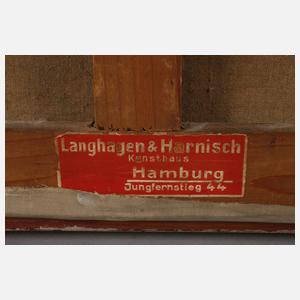 Langhagen & Harnisch
Kunsthaus
Hamburg
Jungfernstieg 44